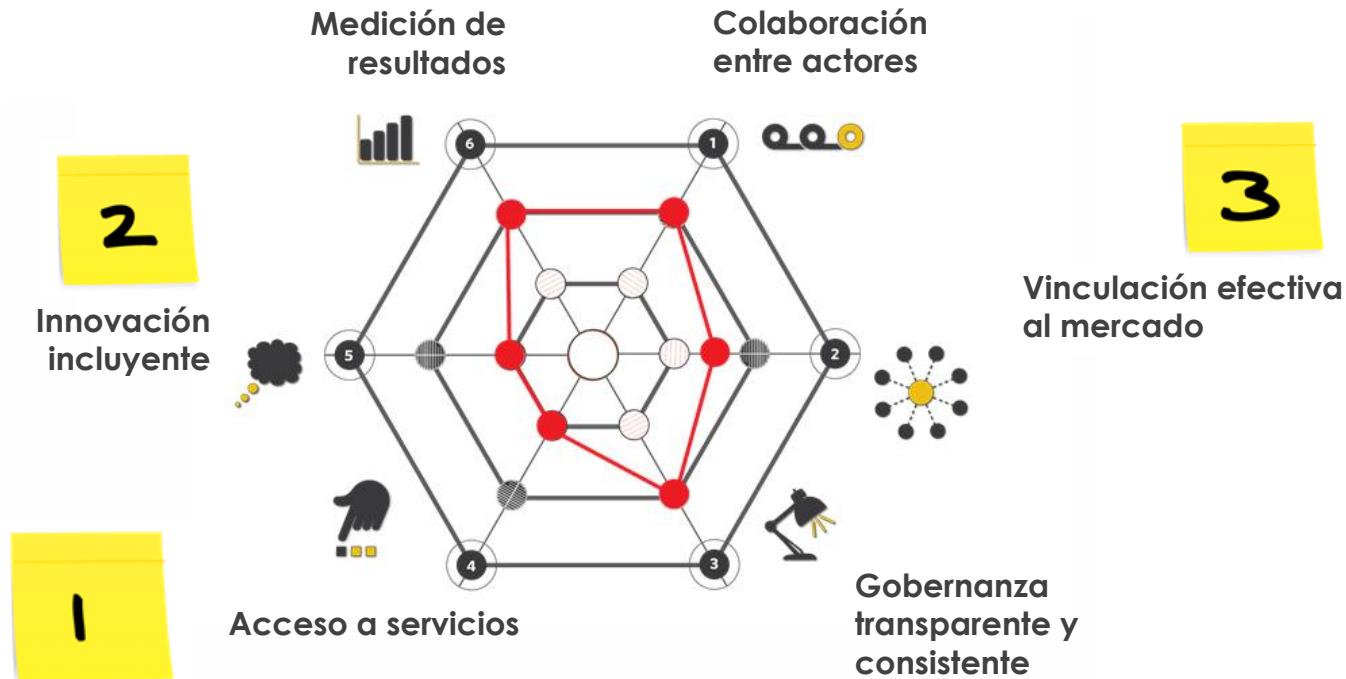 Medición de
resultados
Colaboración
entre actores
6
1
2
3
Innovación
incluyente
Vinculación efectiva
al mercado
5
2
4
3
1
Acceso a servicios
Gobernanza
transparente y
consistente